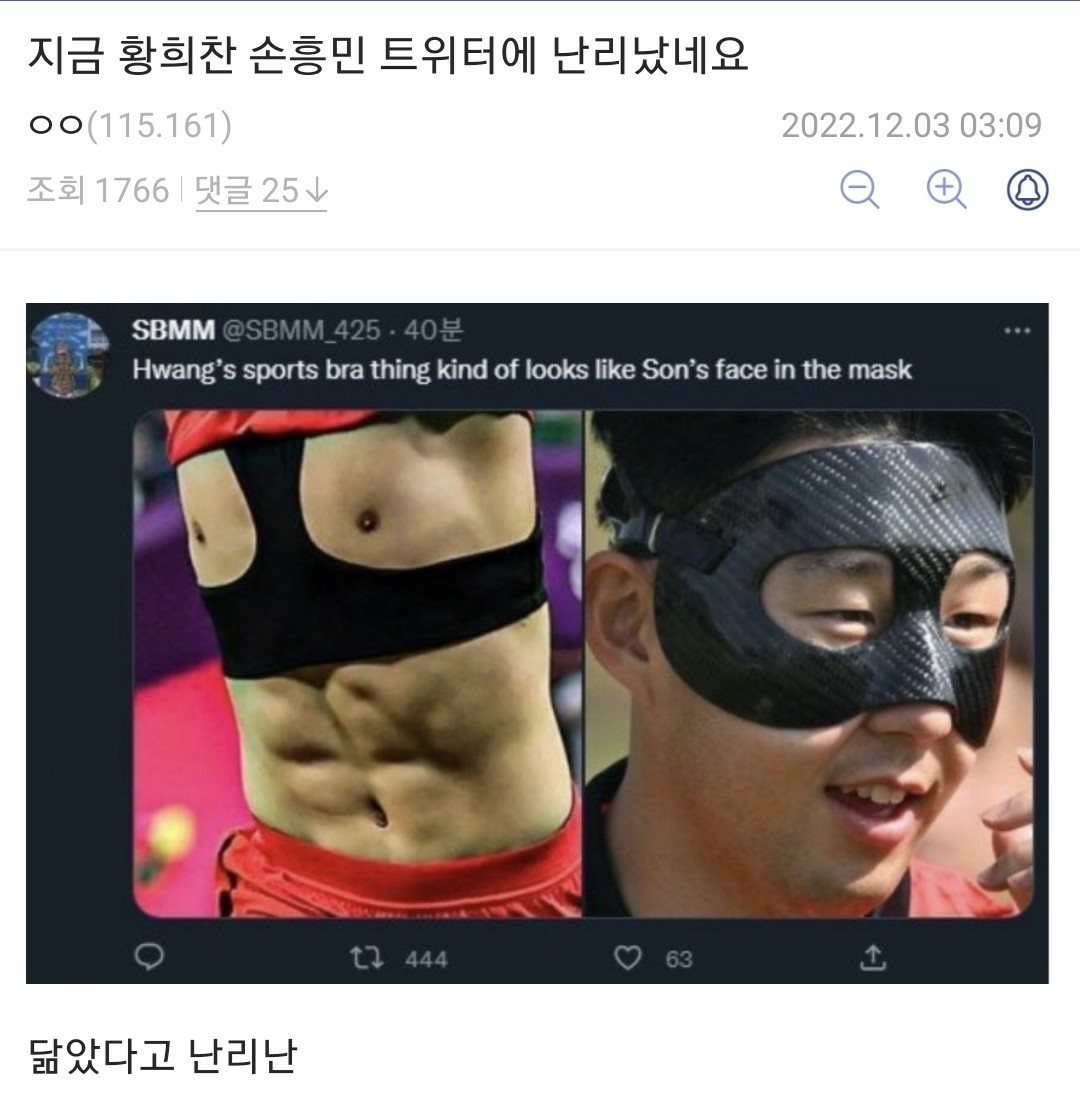 지금 황희찬 손흥민 트위터에 난리났네요
ㅇㅇ(115.161)
2022.12.03 03:09
조회 1766 | 댓글 25↓
SBMM @SBMM_425 · 40분
Hwang's sports bra thing kind of looks like Son's face in the mask
444
63
닮았다고 난리난